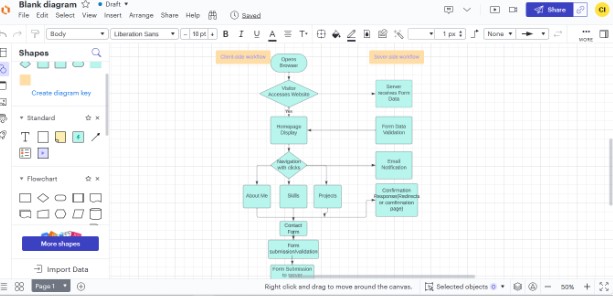 Blank diagram
Draft
File Edit Select View Insert Arrange Share Help Saved
Share
CI
Body Liberation Sans 18 pt B I U A T 1 px None MORE
Shapes
Create diagram key
Standard
T
Flowchart
More shapes
Import Data
Client side workflow
Server side workflow
Opens
Browser
Visitor
Accesses Website
Server
receives Form
Data
Yes
Homepage
Display
Form Data
Validation
Navigation
with clicks
Email
Notification
About Me
Skills
Projects
Confirmation
Response(Redirects
or confirmation
page)
Contact
Form
Form
submission/validation
Form Submission
to server
Page 1
Right click and drag to move around the canvas.
Selected objects 0
50%